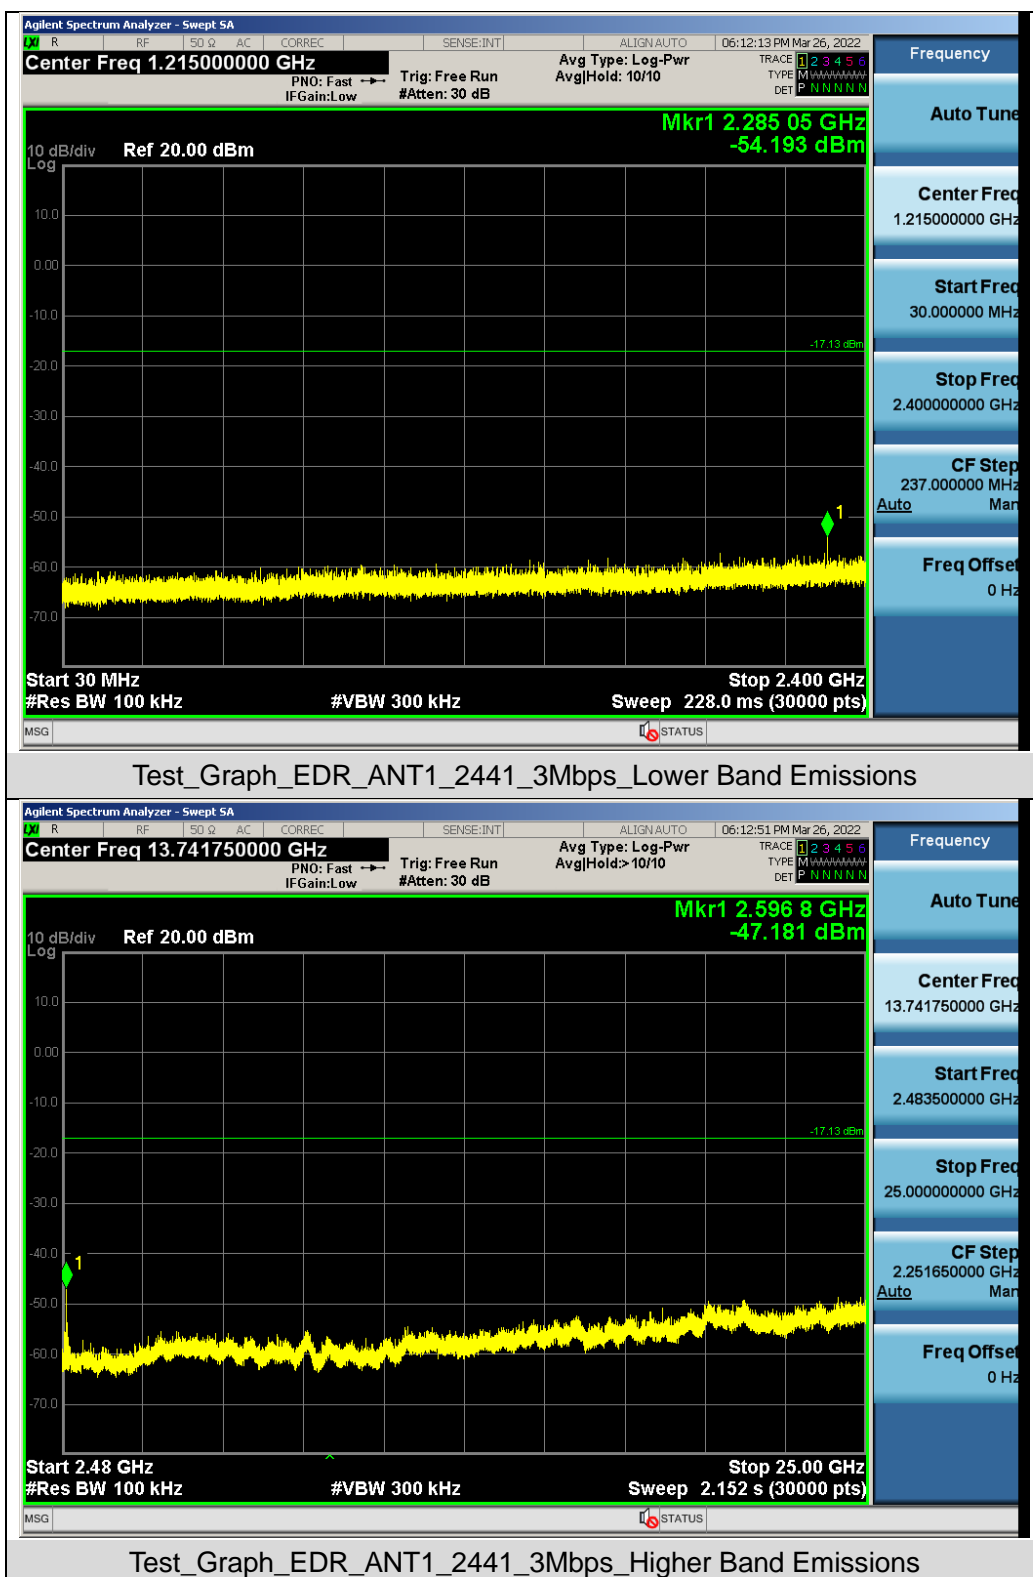 Agilent Spectrum Analyzer - Swept SA
LXI R RF 50 Ω AC CORREC SENSE:INT ALIGN AUTO 06:12:13 PM Mar 26, 2022
Center Freq 1.215000000 GHz
PNO: Fast
IFGain:Low
Trig: Free Run
#Atten: 30 dB
Avg Type: Log-Pwr
Avg|Hold: 10/10
TRACE 1 2 3 4 5 6
TYPE M WWWWW
DET P N N N N N
Mkr1 2.285 05 GHz
-54.193 dBm
10 dB/div Ref 20.00 dBm
Log
10.0
0.00
-10.0
-17.13 dBm
-20.0
-30.0
-40.0
-50.0
1
-60.0
-70.0
Start 30 MHz Stop 2.400 GHz
#Res BW 100 kHz #VBW 300 kHz Sweep 228.0 ms (30000 pts)
MSG STATUS
Frequency
Auto Tune
Center Freq
1.215000000 GHz
Start Freq
30.000000 MHz
Stop Freq
2.400000000 GHz
CF Step
237.000000 MHz
Auto Man
Freq Offset
0 Hz
Test_Graph_EDR_ANT1_2441_3Mbps_Lower Band Emissions
Agilent Spectrum Analyzer - Swept SA
LXI R RF 50 Ω AC CORREC SENSE:INT ALIGN AUTO 06:12:51 PM Mar 26, 2022
Center Freq 13.741750000 GHz
PNO: Fast
IFGain:Low
Trig: Free Run
#Atten: 30 dB
Avg Type: Log-Pwr
Avg|Hold:>10/10
TRACE 1 2 3 4 5 6
TYPE M WWWWW
DET P N N N N N
Mkr1 2.596 8 GHz
-47.181 dBm
10 dB/div Ref 20.00 dBm
Log
10.0
0.00
-10.0
-17.13 dBm
-20.0
-30.0
-40.0
1
-50.0
-60.0
-70.0
Start 2.48 GHz Stop 25.00 GHz
#Res BW 100 kHz #VBW 300 kHz Sweep 2.152 s (30000 pts)
MSG STATUS
Frequency
Auto Tune
Center Freq
13.741750000 GHz
Start Freq
2.483500000 GHz
Stop Freq
25.000000000 GHz
CF Step
2.251650000 GHz
Auto Man
Freq Offset
0 Hz
Test_Graph_EDR_ANT1_2441_3Mbps_Higher Band Emissions